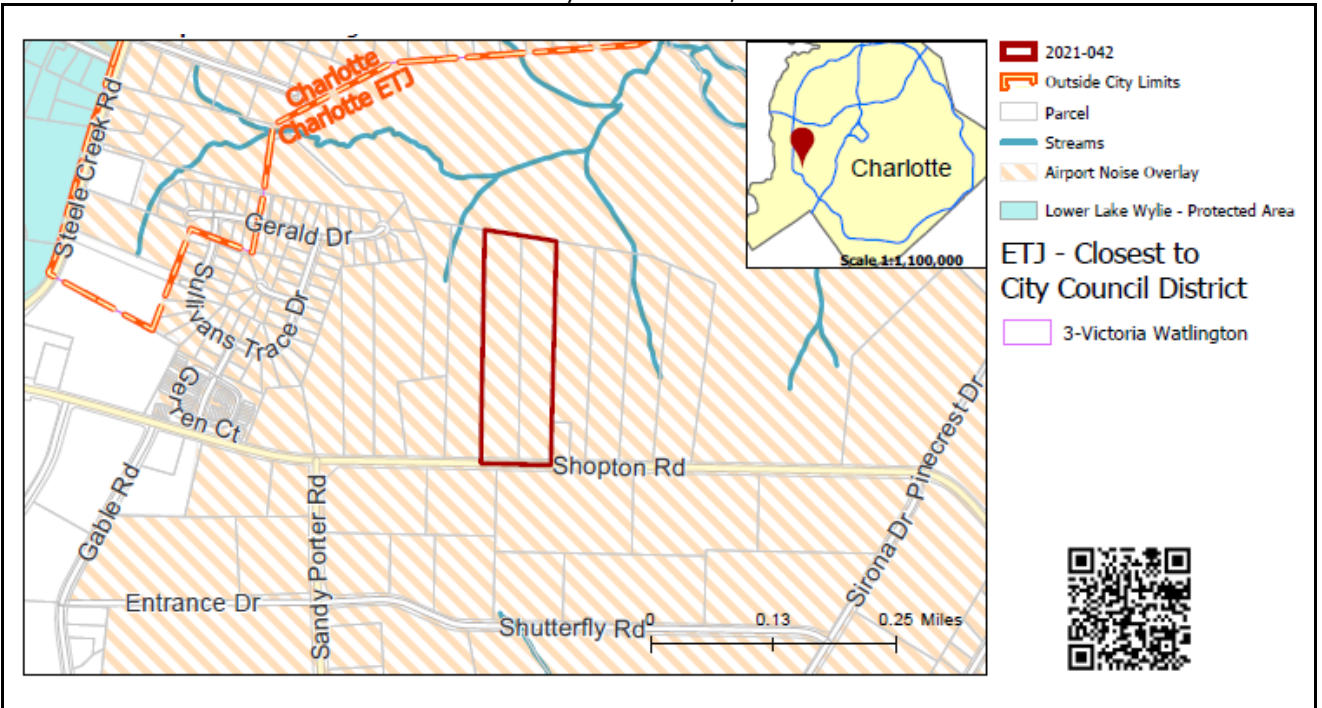 Charlotte
Charlotte ETJ
Steele Creek Rd
Gerald Dr
Sullivans Trace Dr
Ger ren Ct
Shopton Rd
Gable Rd
Sandy Porter Rd
Entrance Dr
Shutterfly Rd
Sirona Dr
Pinecrest Dr
0 0.13 0.25 Miles
Charlotte
Scale 1:1,100,000
2021-042
Outside City Limits
Parcel
Streams
Airport Noise Overlay
Lower Lake Wylie - Protected Area
ETJ - Closest to
City Council District
3-Victoria Watlington